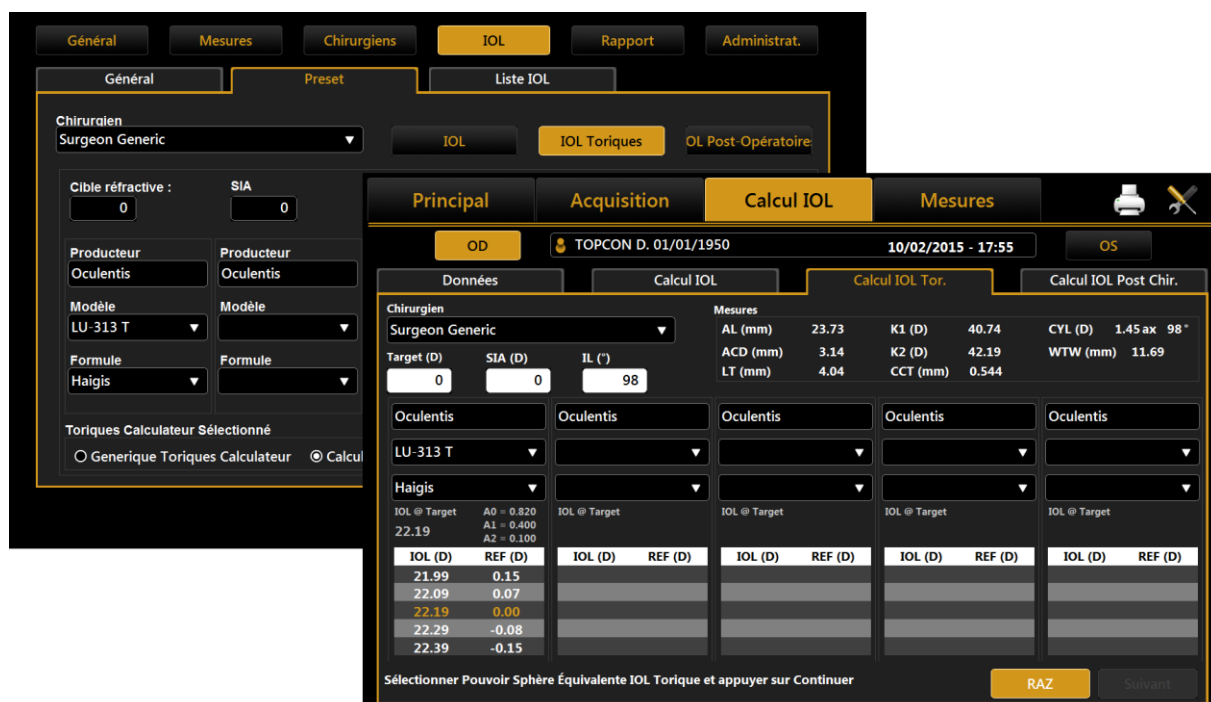 Général Mesures Chirurgiens IOL Rapport Administrat.
Général Preset Liste IOL
Chirurgien
Surgeon Generic
IOL IOL Toriques OL Post-Opératoire
Cible réfractive : SIA
0 0
Producteur Producteur
Oculentis Oculentis
Modèle Modèle
LU-313 T
Formule Formule
Haigis
Toriques Calculateur Sélectionné
Generique Toriques Calculateur Calcul
Principal Acquisition Calcul IOL Mesures
OD TOPCON D. 01/01/1950 10/02/2015 - 17:55 OS
Données Calcul IOL Calcul IOL Tor. Calcul IOL Post Chir.
Chirurgien Mesures
Surgeon Generic
AL (mm) 23.73 K1 (D) 40.74 CYL (D) 1.45 ax 98°
Target (D) SIA (D) IL (°)
ACD (mm) 3.14 K2 (D) 42.19 WTW (mm) 11.69
0 0 98
LT (mm) 4.04 CCT (mm) 0.544
Oculentis Oculentis Oculentis Oculentis Oculentis
LU-313 T
Haigis
IOL @ Target A0 = 0.820 IOL @ Target IOL @ Target IOL @ Target IOL @ Target
22.19 A1 = 0.400
A2 = 0.100
IOL (D) REF (D) IOL (D) REF (D) IOL (D) REF (D) IOL (D) REF (D) IOL (D) REF (D)
21.99 0.15
22.09 0.07
22.19 0.00
22.29 -0.08
22.39 -0.15
Sélectionner Pouvoir Sphère Équivalente IOL Torique et appuyer sur Continuer
RAZ Suivant